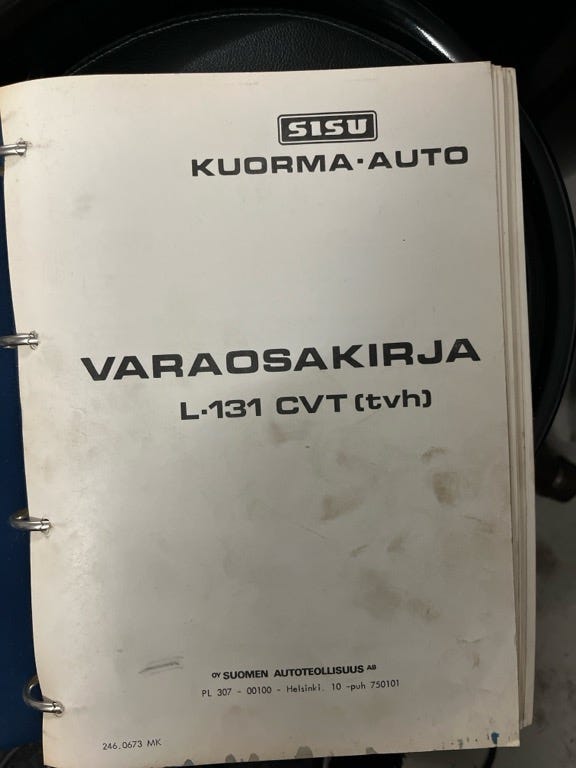 SISU
KUORMA·AUTO
VARAOSAKIRJA
L·131 CVT (tvh)
OY SUOMEN AUTOTEOLLISUUS AB
PL 307 - 00100 - Helsinki. 10 -puh 750101
246.0673 MK